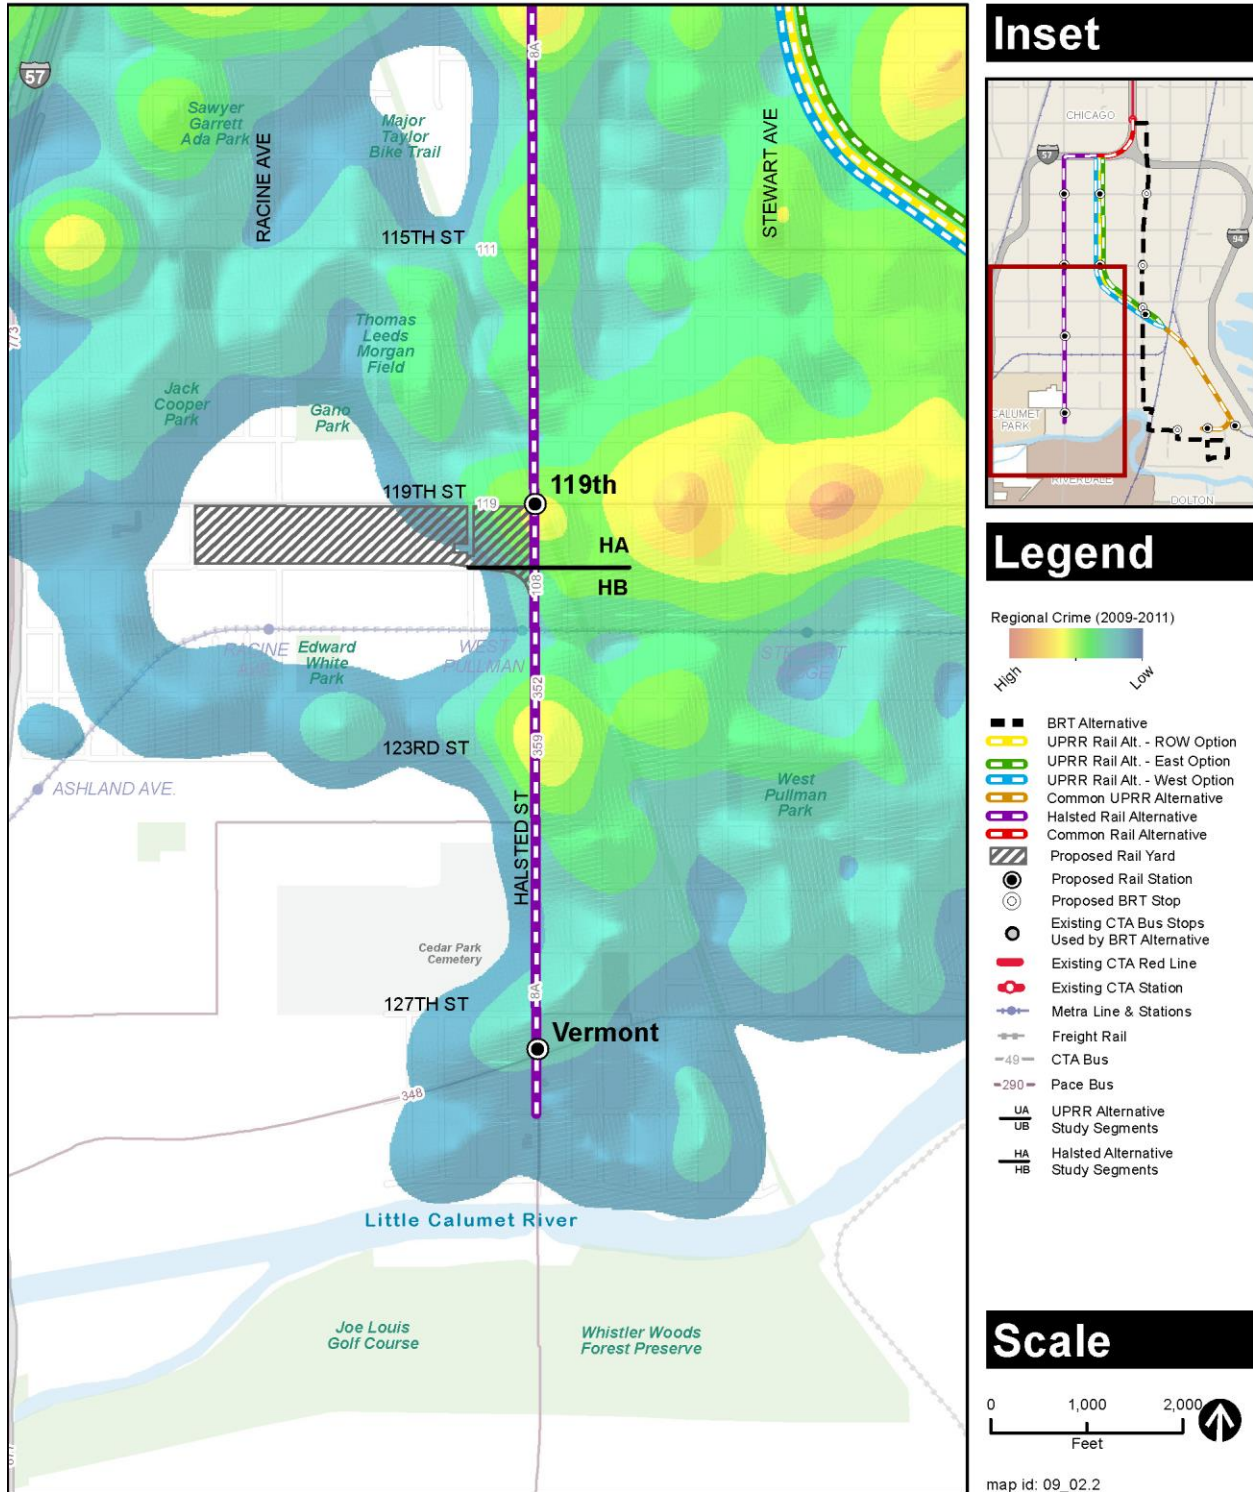 57
Sawyer
Garrett
Ada Park
RACINE AVE
Major
Taylor
Bike Trail
8A
STEWART AVE
115TH ST
111
773
Thomas
Leeds
Morgan
Field
Jack
Cooper
Park
Gano
Park
119TH ST
119
119th
HA
HB
108
RACINE
WEST
PULLMAN
Edward
White
Park
352
359
123RD ST
ASHLAND AVE.
West
Pullman
Park
HALSTED ST
Cedar Park
Cemetery
127TH ST
8A
Vermont
348
Little Calumet River
Joe Louis
Golf Course
Whistler Woods
Forest Preserve
Inset
CHICAGO
57
94
CALUMET
PARK
RIVERDALE
DOLTON
Legend
Regional Crime (2009-2011)
High
Low
BRT Alternative
UPRR Rail Alt. - ROW Option
UPRR Rail Alt. - East Option
UPRR Rail Alt. - West Option
Common UPRR Alternative
Halsted Rail Alternative
Common Rail Alternative
Proposed Rail Yard
Proposed Rail Station
Proposed BRT Stop
Existing CTA Bus Stops
Used by BRT Alternative
Existing CTA Red Line
Existing CTA Station
Metra Line & Stations
Freight Rail
49 CTA Bus
290 Pace Bus
UA UPRR Alternative
UB Study Segments
HA Halsted Alternative
HB Study Segments
Scale
0 1,000 2,000
Feet
map id: 09_02.2